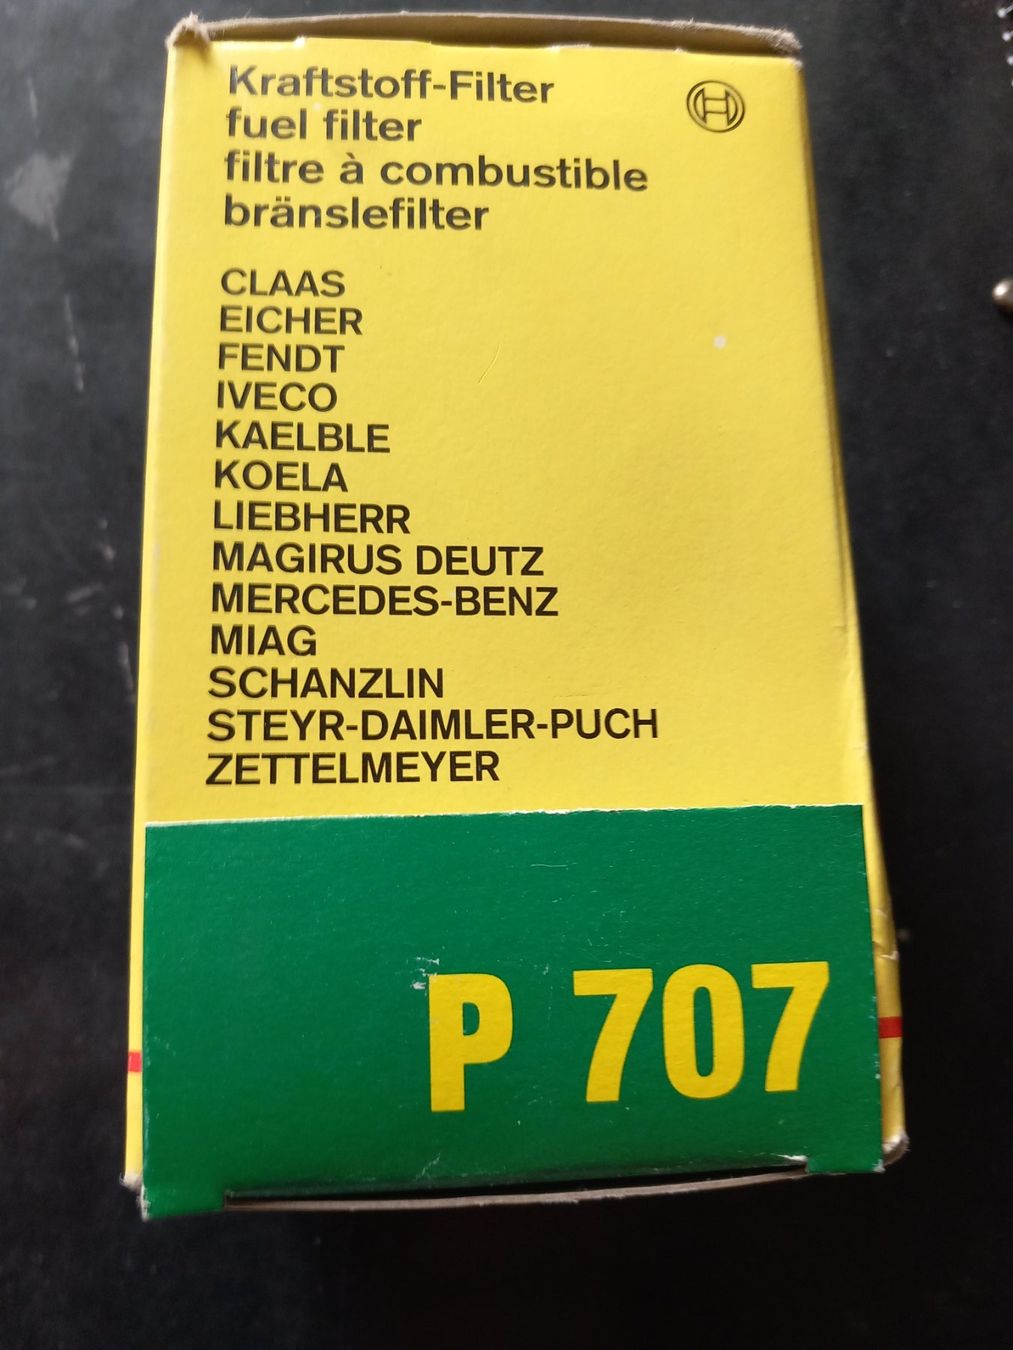 Kraftstoff-Filter
fuel filter
filtre à combustible
bränslefilter
CLAAS
EICHER
FENDT
IVECO
KAELBLE
KOELA
LIEBHERR
MAGIRUS DEUTZ
MERCEDES-BENZ
MIAG
SCHANZLIN
STEYR-DAIMLER-PUCH
ZETTELMEYER
P 707